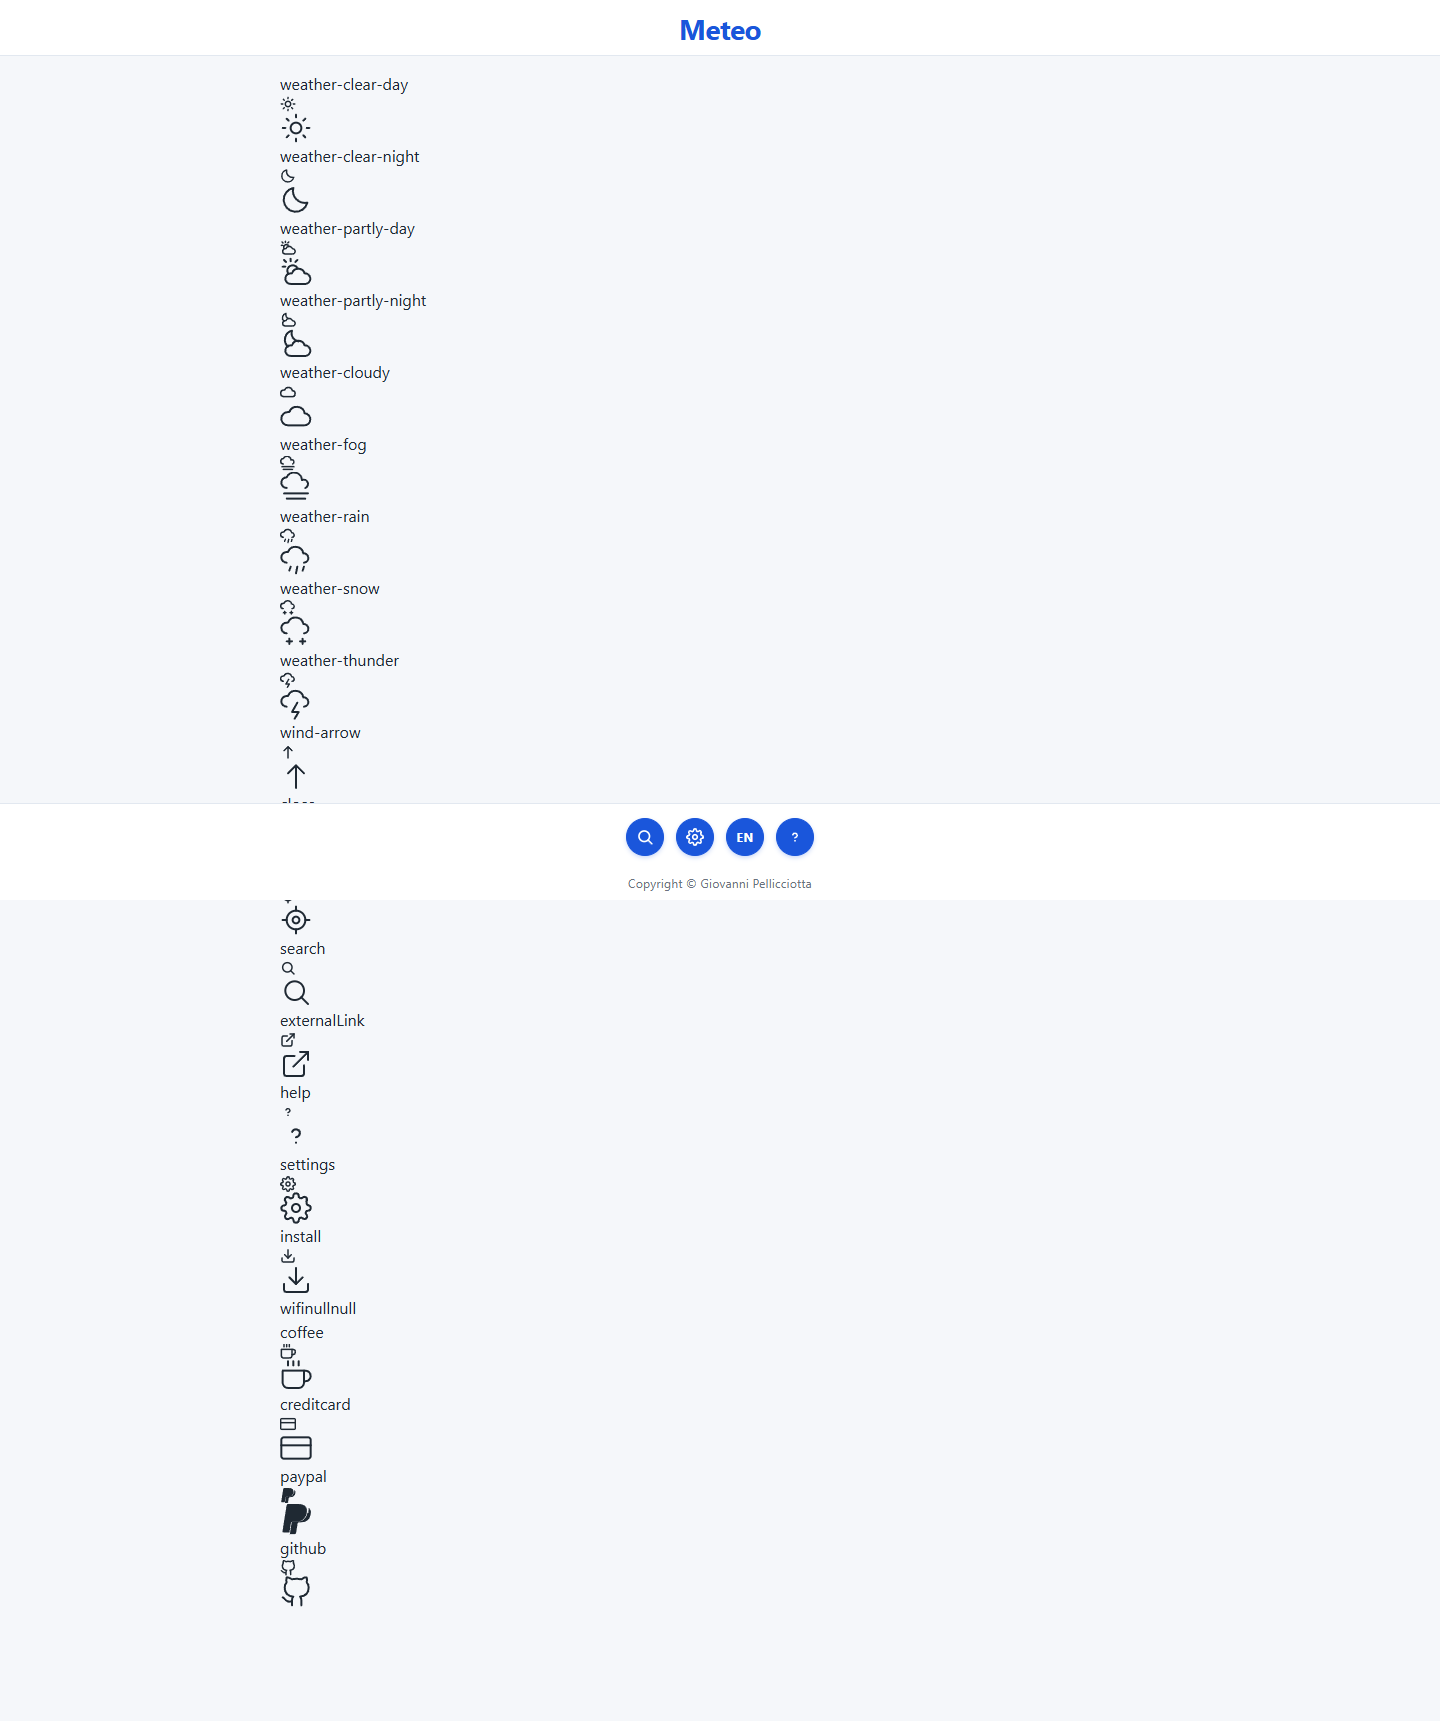 Meteo
weather-clear-day
weather-clear-night
weather-partly-day
weather-partly-night
weather-cloudy
weather-fog
weather-rain
weather-snow
weather-thunder
wind-arrow
EN
?
Copyright © Giovanni Pellicciotta
search
externalLink
help
?
?
settings
install
wifinullnull
coffee
creditcard
paypal
github